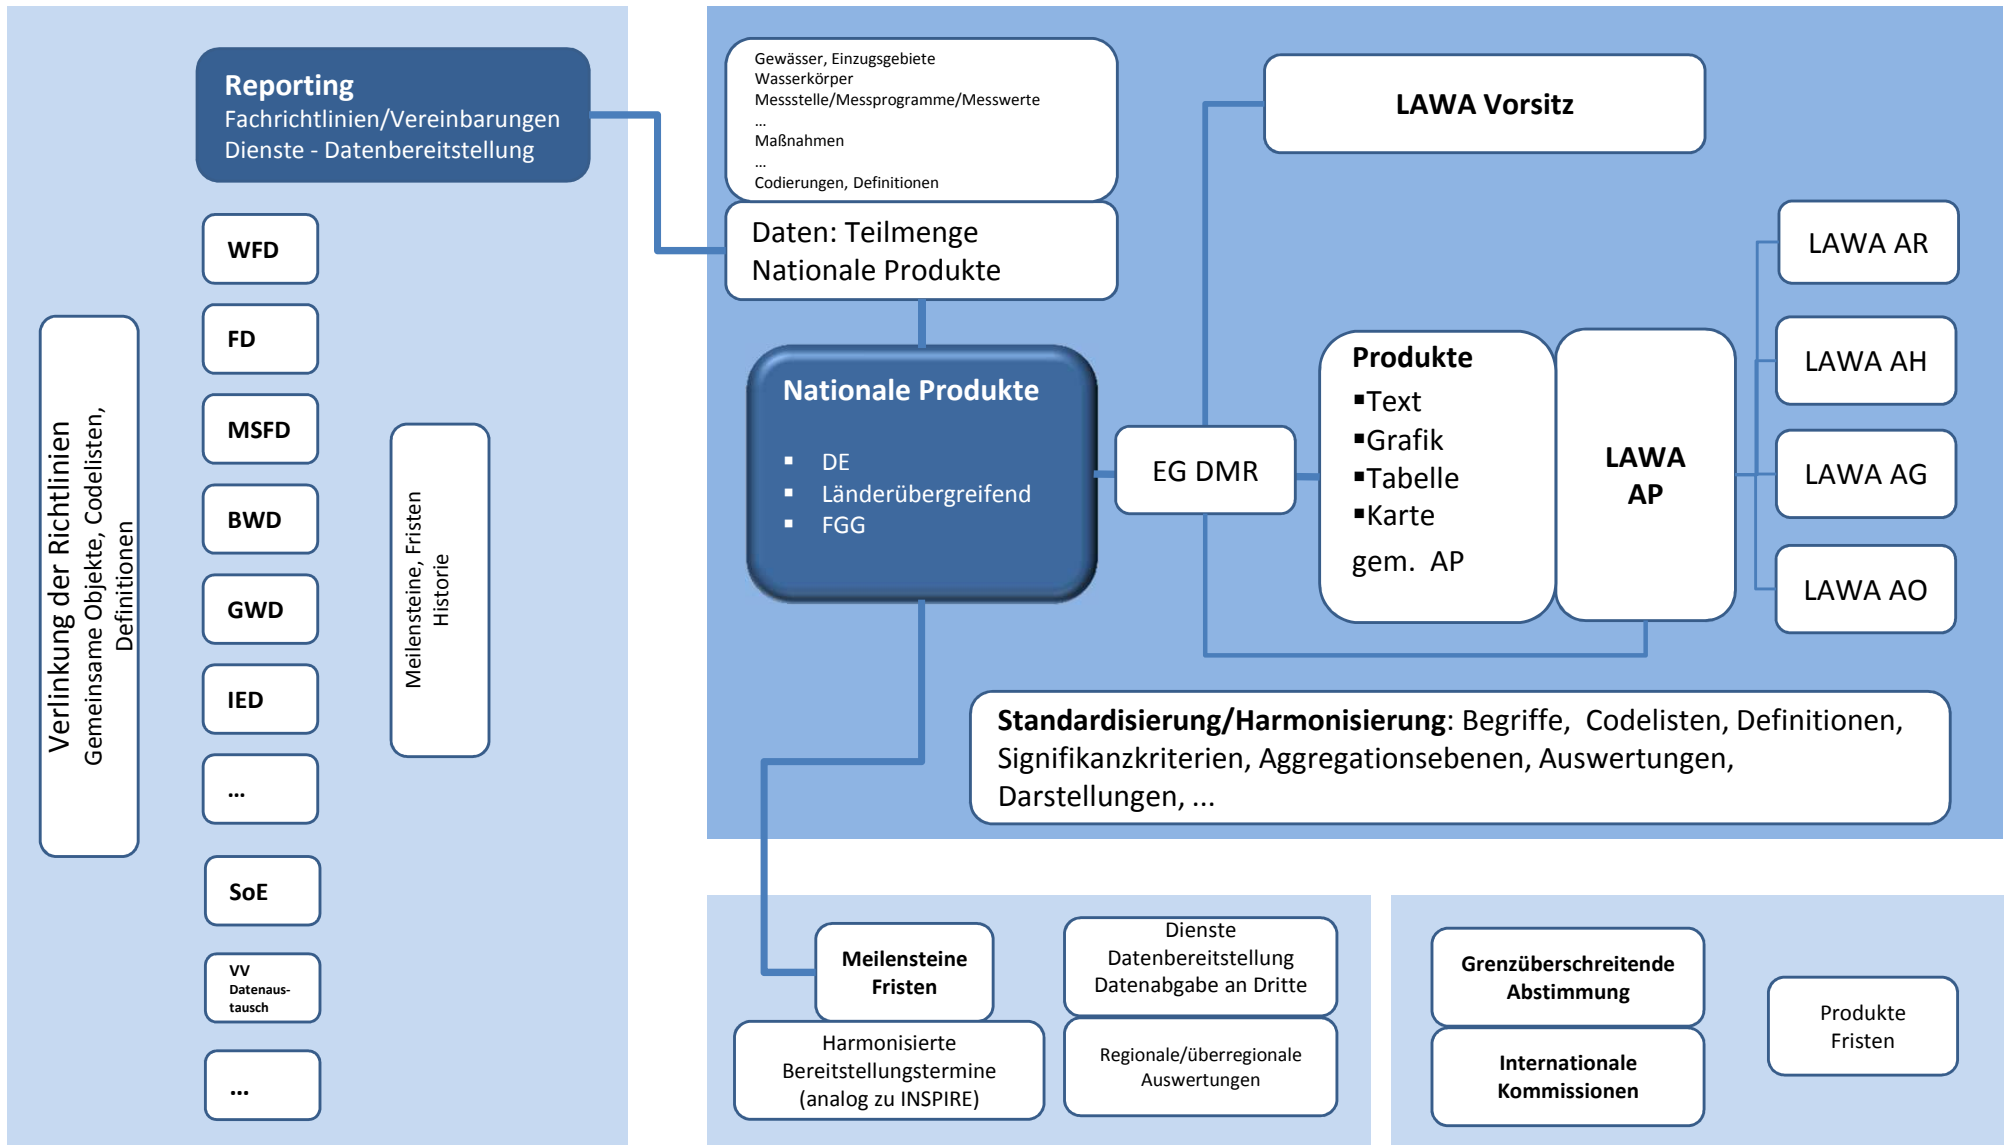 Reporting
Fachrichtlinien/Vereinbarungen
Dienste - Datenbereitstellung
Verlinkung der Richtlinien
Gemeinsame Objekte, Codelisten,
Definitionen
WFD
FD
MSFD
BWD
GWD
IED
...
SoE
VV
Datenaus-
tausch
...
Meilensteine, Fristen
Historie
Gewässer, Einzugsgebiete
Wasserkörper
Messstelle/Messprogramme/Messwerte
...
Maßnahmen
...
Codierungen, Definitionen
Daten: Teilmenge
Nationale Produkte
Nationale Produkte
▪ DE
▪ Länderübergreifend
▪ FGG
EG DMR
LAWA Vorsitz
Produkte
▪Text
▪Grafik
▪Tabelle
▪Karte
gem. AP
LAWA
AP
LAWA AR
LAWA AH
LAWA AG
LAWA AO
Standardisierung/Harmonisierung: Begriffe, Codelisten, Definitionen,
Signifikanzkriterien, Aggregationsebenen, Auswertungen,
Darstellungen, ...
Meilensteine
Fristen
Harmonisierte
Bereitstellungstermine
(analog zu INSPIRE)
Dienste
Datenbereitstellung
Datenabgabe an Dritte
Regionale/überregionale
Auswertungen
Grenzüberschreitende
Abstimmung
Internationale
Kommissionen
Produkte
Fristen